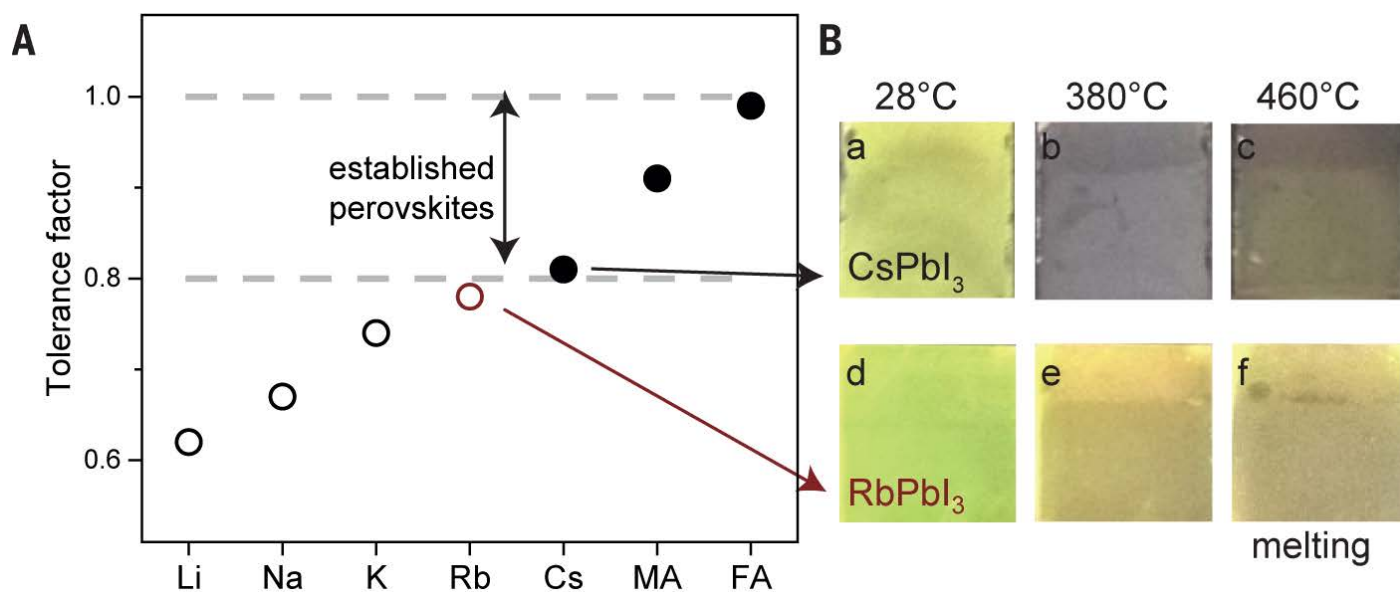 A
Tolerance factor
1.0
0.8
0.6
established
perovskites
Li Na K Rb Cs MA FA
B
28°C 380°C 460°C
a b c
CsPbI₃
d e f
RbPbI₃
melting